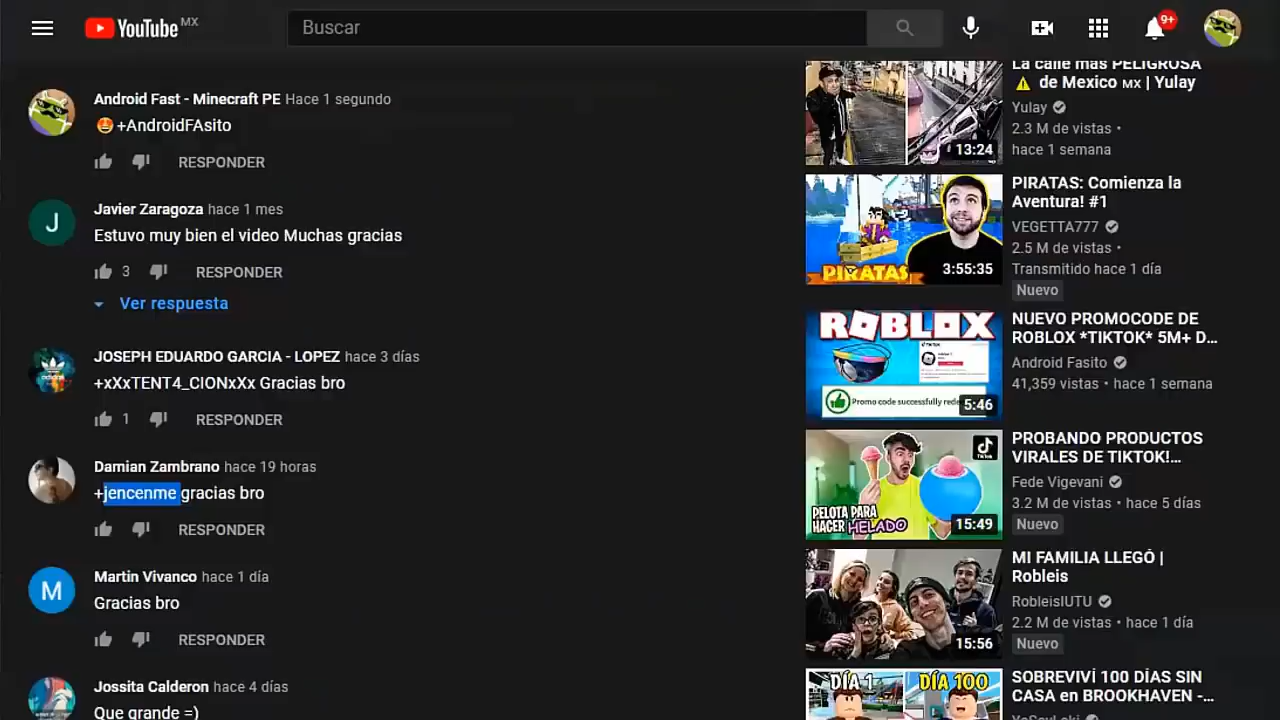 YouTube MX
Buscar
9+
Android Fast - Minecraft PE Hace 1 segundo
🤩+AndroidFAsito
RESPONDER
J
Javier Zaragoza hace 1 mes
Estuvo muy bien el video Muchas gracias
3 RESPONDER
Ver respuesta
JOSEPH EDUARDO GARCIA - LOPEZ hace 3 días
+xXxTENT4_CIONxXx Gracias bro
1 RESPONDER
Damian Zambrano hace 19 horas
+jencenme gracias bro
RESPONDER
M
Martin Vivanco hace 1 día
Gracias bro
RESPONDER
Jossita Calderon hace 4 días
Que grande =)
La calle más PELIGROSA
⚠️ de Mexico MX | Yulay
Yulay
2.3 M de vistas •
hace 1 semana
13:24
PIRATAS: Comienza la
Aventura! #1
VEGETTA777
2.5 M de vistas •
Transmitido hace 1 día
Nuevo
PIRATAS
3:55:35
NUEVO PROMOCODE DE
ROBLOX *TIKTOK* 5M+ D...
Android Fasito
41,359 vistas • hace 1 semana
ROBLOX
Promo code successfully rede
5:46
PROBANDO PRODUCTOS
VIRALES DE TIKTOK!...
Fede Vigevani
3.2 M de vistas • hace 5 días
Nuevo
PELOTA PARA
HACER HELADO
15:49
MI FAMILIA LLEGÓ |
Robleis
RobleisIUTU
2.2 M de vistas • hace 1 día
Nuevo
15:56
SOBREVIVÍ 100 DÍAS SIN
CASA en BROOKHAVEN -...
DÍA 1
DÍA 100